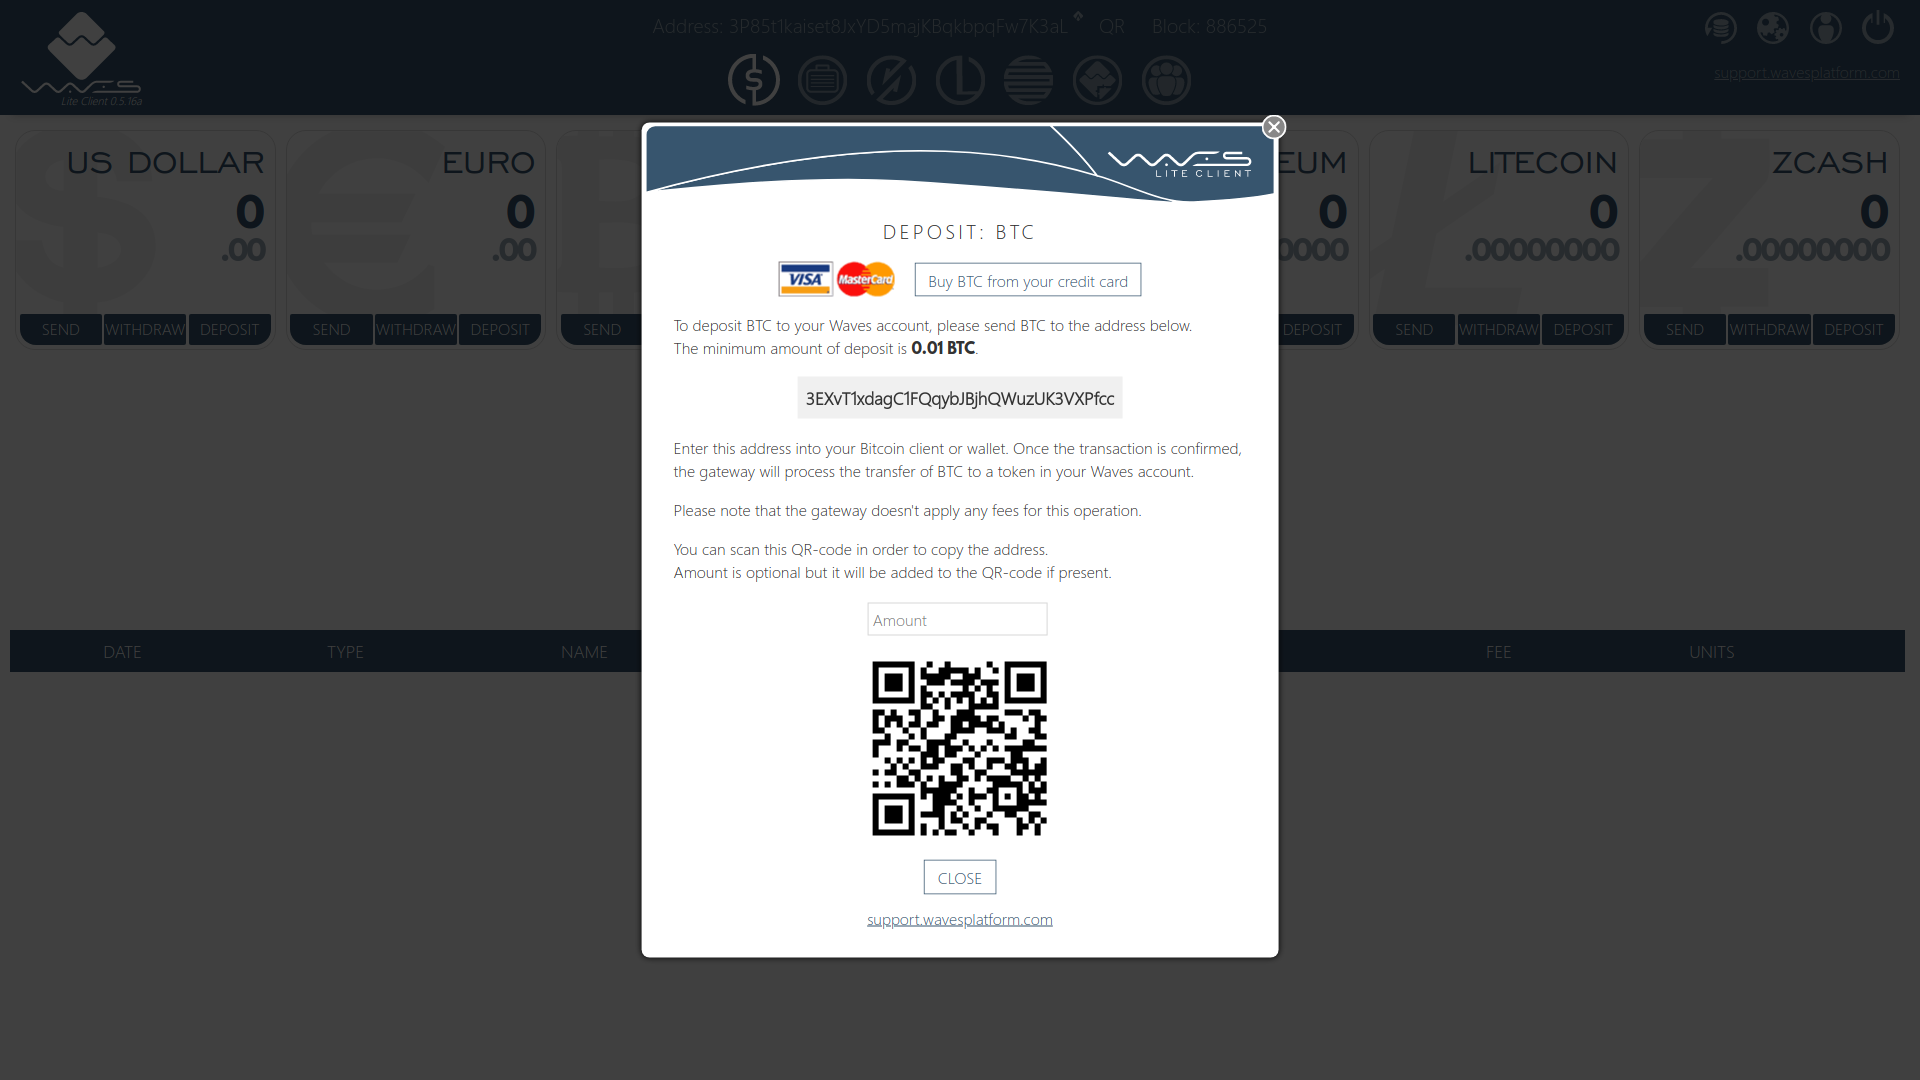 Address: 3P85t1kaiset8JxYD5majKBqkbpqFw7K3aL QR Block: 886525
WAVES
Lite Client 0.5.16a
support.wavesplatform.com
US DOLLAR
0
.00
SEND WITHDRAW DEPOSIT
EURO
0
.00
SEND WITHDRAW DEPOSIT
SEND
EUM
0
0000
DEPOSIT
LITECOIN
0
.00000000
SEND WITHDRAW DEPOSIT
ZCASH
0
.00000000
SEND WITHDRAW DEPOSIT
WAVES
LITE CLIENT
DEPOSIT: BTC
VISA MasterCard Buy BTC from your credit card
To deposit BTC to your Waves account, please send BTC to the address below.
The minimum amount of deposit is 0.01 BTC.
3EXvT1xdagC1FQqybJBjhQWuzUK3VXPfcc
Enter this address into your Bitcoin client or wallet. Once the transaction is confirmed,
the gateway will process the transfer of BTC to a token in your Waves account.
Please note that the gateway doesn't apply any fees for this operation.
You can scan this QR-code in order to copy the address.
Amount is optional but it will be added to the QR-code if present.
Amount
CLOSE
support.wavesplatform.com
DATE TYPE NAME FEE UNITS